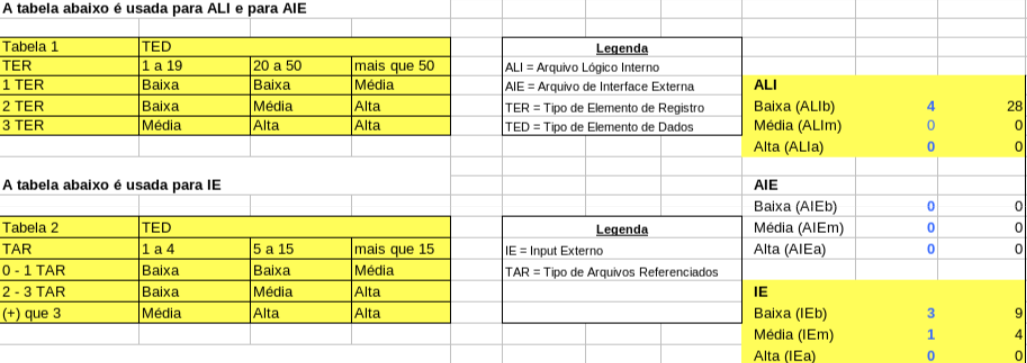 A tabela abaixo é usada para ALI e para AIE
Tabela 1 TED
TER 1 a 19 20 a 50 mais que 50
1 TER Baixa Baixa Média
2 TER Baixa Média Alta
3 TER Média Alta Alta
Legenda
ALI = Arquivo Lógico Interno
AIE = Arquivo de Interface Externa
TER = Tipo de Elemento de Registro
TED = Tipo de Elemento de Dados
ALI
Baixa (ALIb) 4 28
Média (ALIm) 0 0
Alta (ALIa) 0 0
A tabela abaixo é usada para IE
Tabela 2 TED
TAR 1 a 4 5 a 15 mais que 15
0 - 1 TAR Baixa Baixa Média
2 - 3 TAR Baixa Média Alta
(+) que 3 Média Alta Alta
Legenda
IE = Input Externo
TAR = Tipo de Arquivos Referenciados
AIE
Baixa (AIEb) 0 0
Média (AIEm) 0 0
Alta (AIEa) 0 0
IE
Baixa (IEb) 3 9
Média (IEm) 1 4
Alta (IEa) 0 0